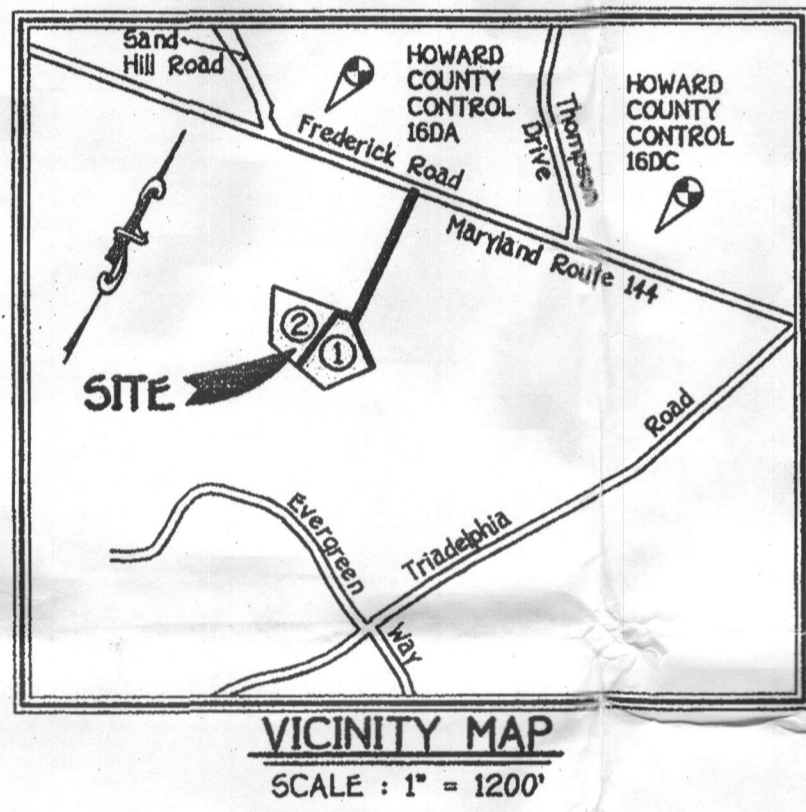 Sand
Hill Road
HOWARD
COUNTY
CONTROL
16DA
Thompson
Drive
HOWARD
COUNTY
CONTROL
16DC
Frederick Road
Maryland Route 144
2
1
SITE
Road
Triadelphia
Evergreen
Way
VICINITY MAP
SCALE : 1" = 1200'